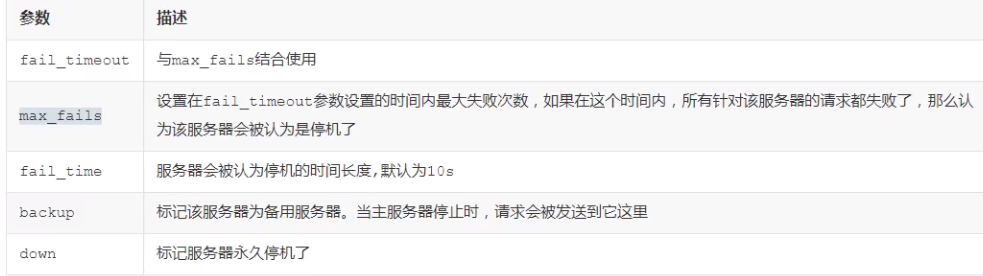 参数 描述
fail_timeout 与max_fails结合使用
设置在fail_timeout参数设置的时间内最大失败次数，如果在这个时间内，所有针对该服务器的请求都失败了，那么认
max_fails
为该服务器会被认为是停机了
fail_time 服务器会被认为停机的时间长度,默认为10s
backup 标记该服务器为备用服务器。当主服务器停止时，请求会被发送到它这里
down 标记服务器永久停机了